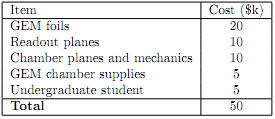 Item Cost ($k)
GEM foils 20
Readout planes 10
Chamber planes and mechanics 10
GEM chamber supplies 5
Undergraduate student 5
Total 50